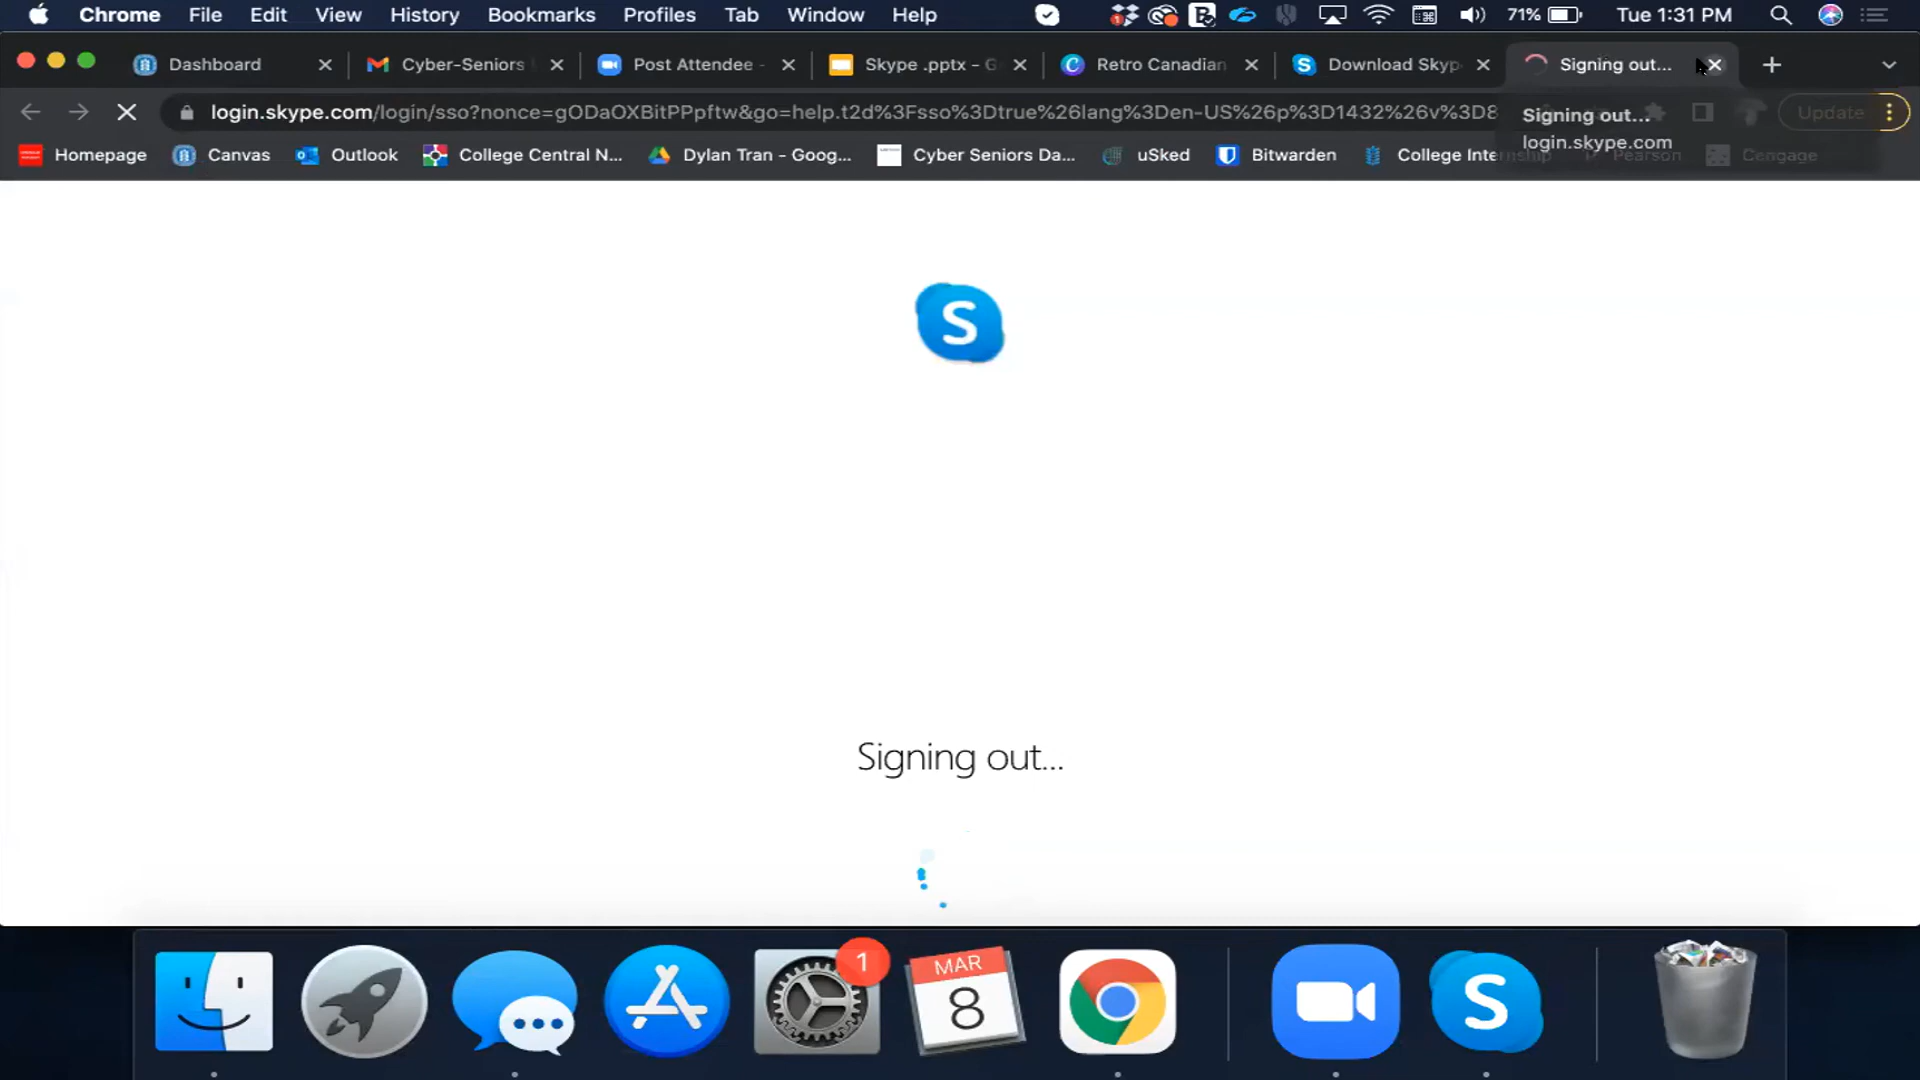 Chrome File Edit View History Bookmarks Profiles Tab Window Help 71% Tue 1:31 PM
Dashboard Cyber-Seniors Post Attendee - Skype .pptx - G Retro Canadian Download Skyp Signing out...
login.skype.com/login/sso?nonce=gODaOXBitPPpftw&go=help.t2d%3Fsso%3Dtrue%26lang%3Den-US%26p%3D1432%26v%3D8 Update
Signing out...
login.skype.com
Homepage Canvas Outlook College Central N... Dylan Tran - Goog... Cyber Seniors Da... uSked Bitwarden College Internship Pearson Cengage
S
Signing out...
1
MAR
8
S